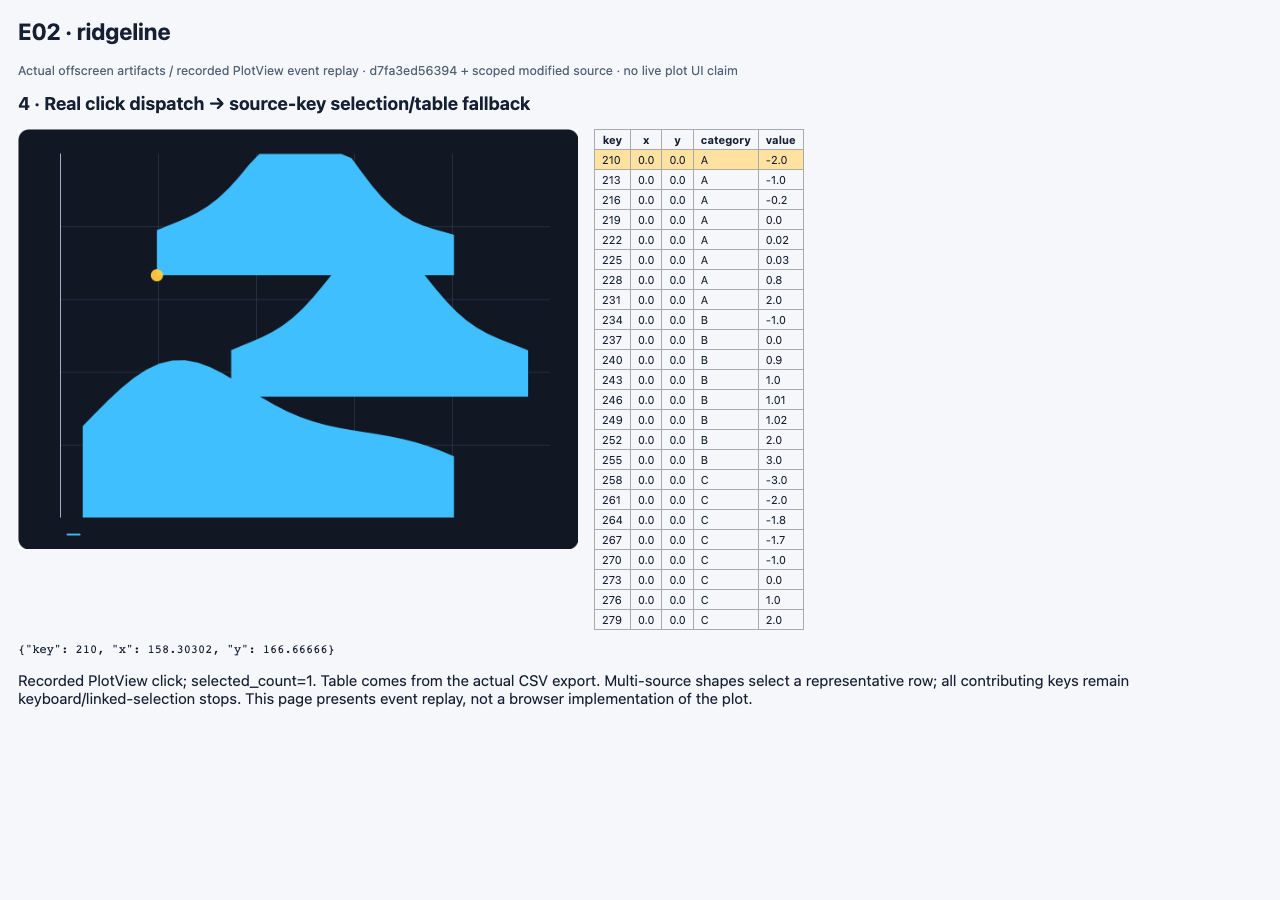 E02 · ridgeline
Actual offscreen artifacts / recorded PlotView event replay · d7fa3ed56394 + scoped modified source · no live plot UI claim
4 · Real click dispatch → source-key selection/table fallback
key x y category value
210 0.0 0.0 A -2.0
213 0.0 0.0 A -1.0
216 0.0 0.0 A -0.2
219 0.0 0.0 A 0.0
222 0.0 0.0 A 0.02
225 0.0 0.0 A 0.03
228 0.0 0.0 A 0.8
231 0.0 0.0 A 2.0
234 0.0 0.0 B -1.0
237 0.0 0.0 B 0.0
240 0.0 0.0 B 0.9
243 0.0 0.0 B 1.0
246 0.0 0.0 B 1.01
249 0.0 0.0 B 1.02
252 0.0 0.0 B 2.0
255 0.0 0.0 B 3.0
258 0.0 0.0 C -3.0
261 0.0 0.0 C -2.0
264 0.0 0.0 C -1.8
267 0.0 0.0 C -1.7
270 0.0 0.0 C -1.0
273 0.0 0.0 C 0.0
276 0.0 0.0 C 1.0
279 0.0 0.0 C 2.0
{"key": 210, "x": 158.30302, "y": 166.66666}
Recorded PlotView click; selected_count=1. Table comes from the actual CSV export. Multi-source shapes select a representative row; all contributing keys remain
keyboard/linked-selection stops. This page presents event replay, not a browser implementation of the plot.